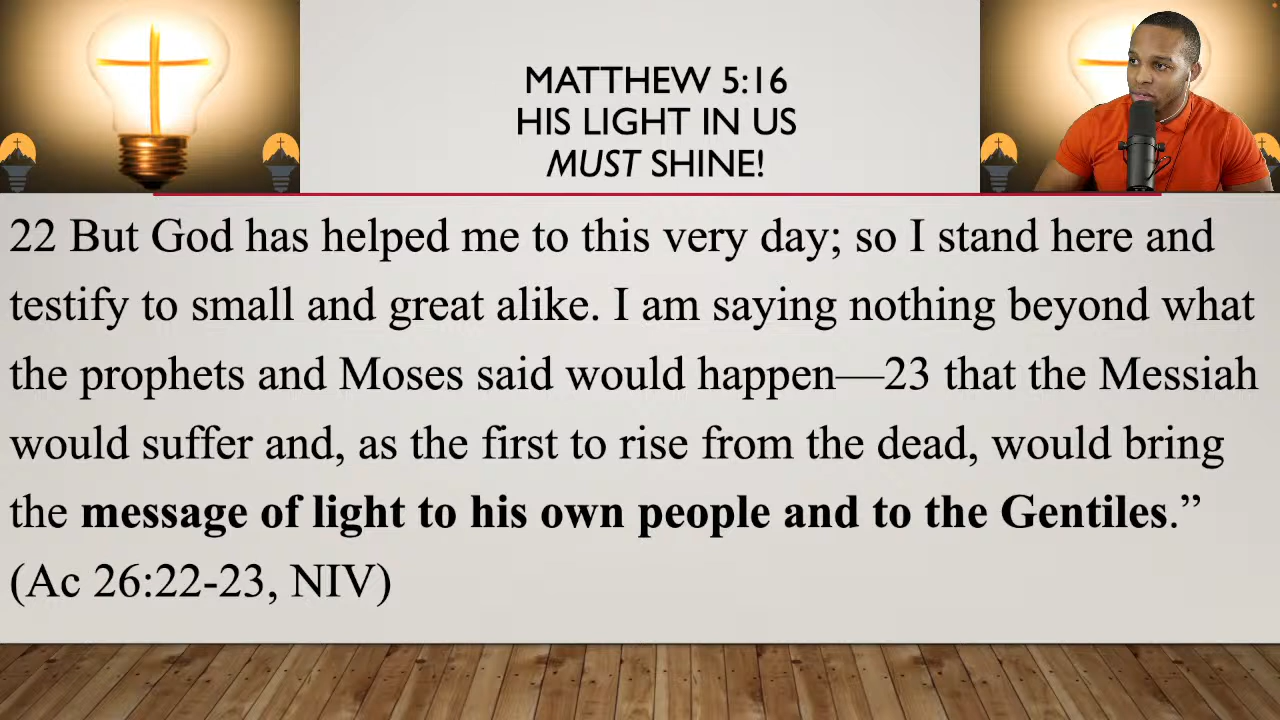 MATTHEW 5:16
HIS LIGHT IN US
MUST SHINE!
22 But God has helped me to this very day; so I stand here and
testify to small and great alike. I am saying nothing beyond what
the prophets and Moses said would happen—23 that the Messiah
would suffer and, as the first to rise from the dead, would bring
the message of light to his own people and to the Gentiles.”
(Ac 26:22-23, NIV)